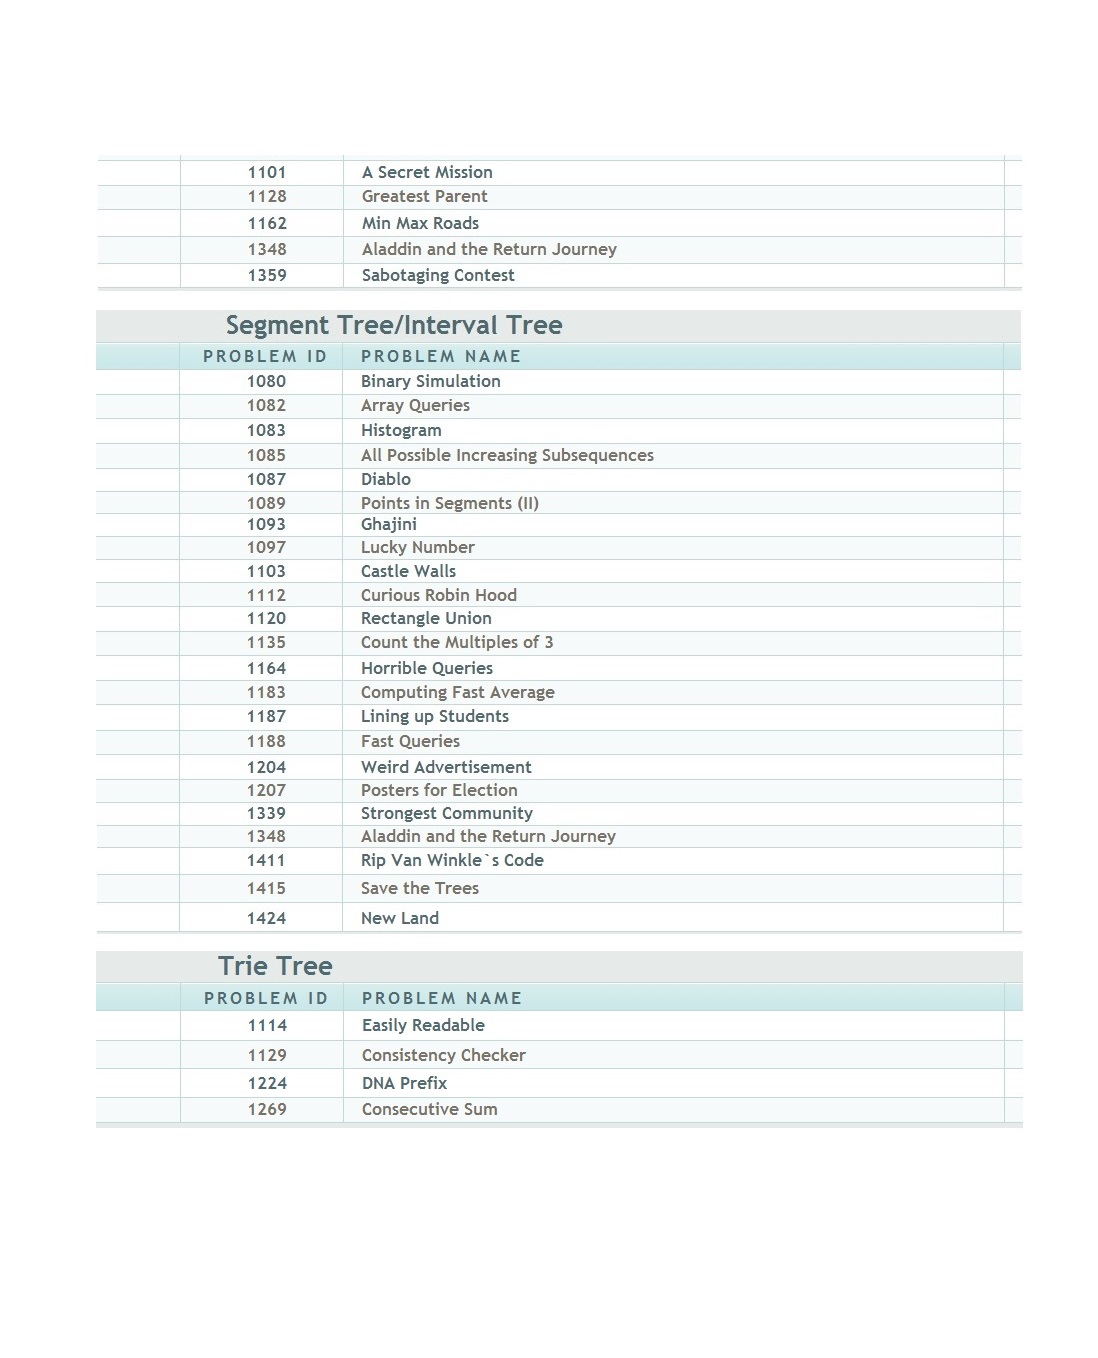 1101 A Secret Mission
1128 Greatest Parent
1162 Min Max Roads
1348 Aladdin and the Return Journey
1359 Sabotaging Contest
Segment Tree/Interval Tree
PROBLEM ID PROBLEM NAME
1080 Binary Simulation
1082 Array Queries
1083 Histogram
1085 All Possible Increasing Subsequences
1087 Diablo
1089 Points in Segments (II)
1093 Ghajini
1097 Lucky Number
1103 Castle Walls
1112 Curious Robin Hood
1120 Rectangle Union
1135 Count the Multiples of 3
1164 Horrible Queries
1183 Computing Fast Average
1187 Lining up Students
1188 Fast Queries
1204 Weird Advertisement
1207 Posters for Election
1339 Strongest Community
1348 Aladdin and the Return Journey
1411 Rip Van Winkle`s Code
1415 Save the Trees
1424 New Land
Trie Tree
PROBLEM ID PROBLEM NAME
1114 Easily Readable
1129 Consistency Checker
1224 DNA Prefix
1269 Consecutive Sum